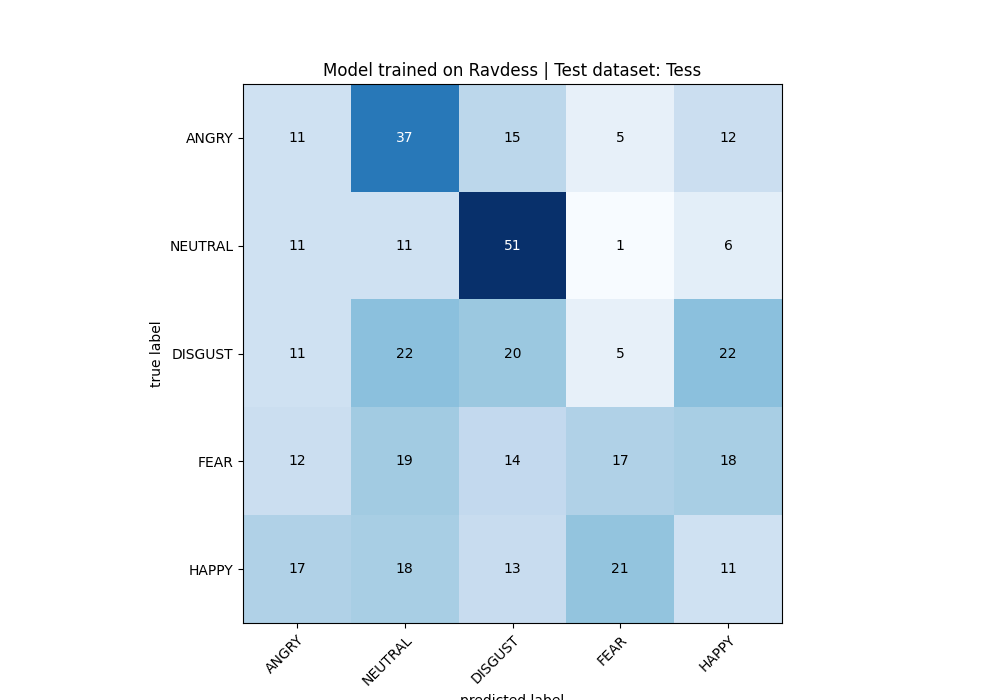 Model trained on Ravdess | Test dataset: Tess
true label
ANGRY 11 37 15 5 12
NEUTRAL 11 11 51 1 6
DISGUST 11 22 20 5 22
FEAR 12 19 14 17 18
HAPPY 17 18 13 21 11
ANGRY NEUTRAL DISGUST FEAR HAPPY
predicted label